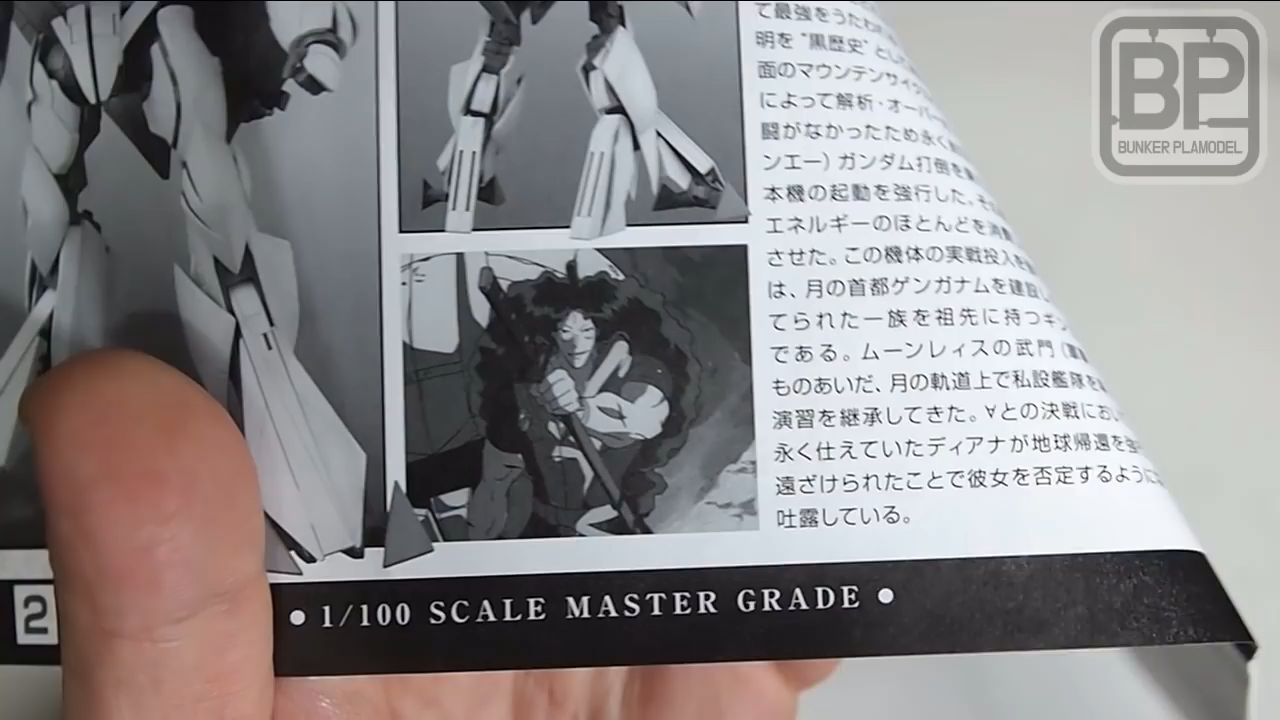 て最強をうたわ
明を“黒歴史”とし
面のマウンテンサイ
によって解析・オーバー
闘がなかったため永く
ンエー）ガンダム打倒を
本機の起動を強行した。そ
エネルギーのほとんどを消
させた。この機体の実戦投入を
は、月の首都ゲンガナムを建設し
てられた一族を祖先に持つギン
である。ムーンレィスの武門（
ものあいだ、月の軌道上で私設艦隊を
演習を継承してきた。∀との決戦におい
永く仕えていたディアナが地球帰還を強
遠ざけられたことで彼女を否定するように
吐露している。
2
● 1/100 SCALE MASTER GRADE ●
BP
BUNKER PLAMODEL